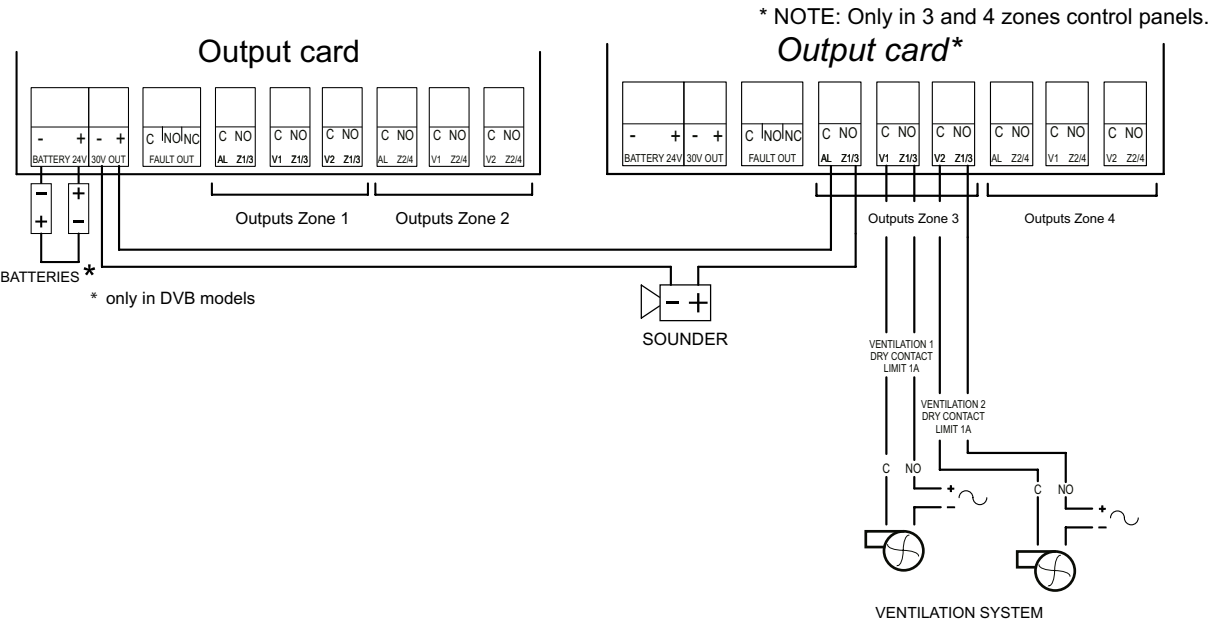 * NOTE: Only in 3 and 4 zones control panels.
Output card
Output card*
- + - + C NO NC C NO C NO C NO C NO C NO C NO
BATTERY 24V 30V OUT FAULT OUT AL Z1/3 V1 Z1/3 V2 Z1/3 AL Z2/4 V1 Z2/4 V2 Z2/4
- + - + C NO NC C NO C NO C NO C NO C NO C NO
BATTERY 24V 30V OUT FAULT OUT AL Z1/3 V1 Z1/3 V2 Z1/3 AL Z2/4 V1 Z2/4 V2 Z2/4
- +
+ -
Outputs Zone 1 Outputs Zone 2
Outputs Zone 3 Outputs Zone 4
BATTERIES *
* only in DVB models
- +
SOUNDER
VENTILATION 1
DRY CONTACT
LIMIT 1A
VENTILATION 2
DRY CONTACT
LIMIT 1A
C NO
+
-
C NO
+
-
VENTILATION SYSTEM